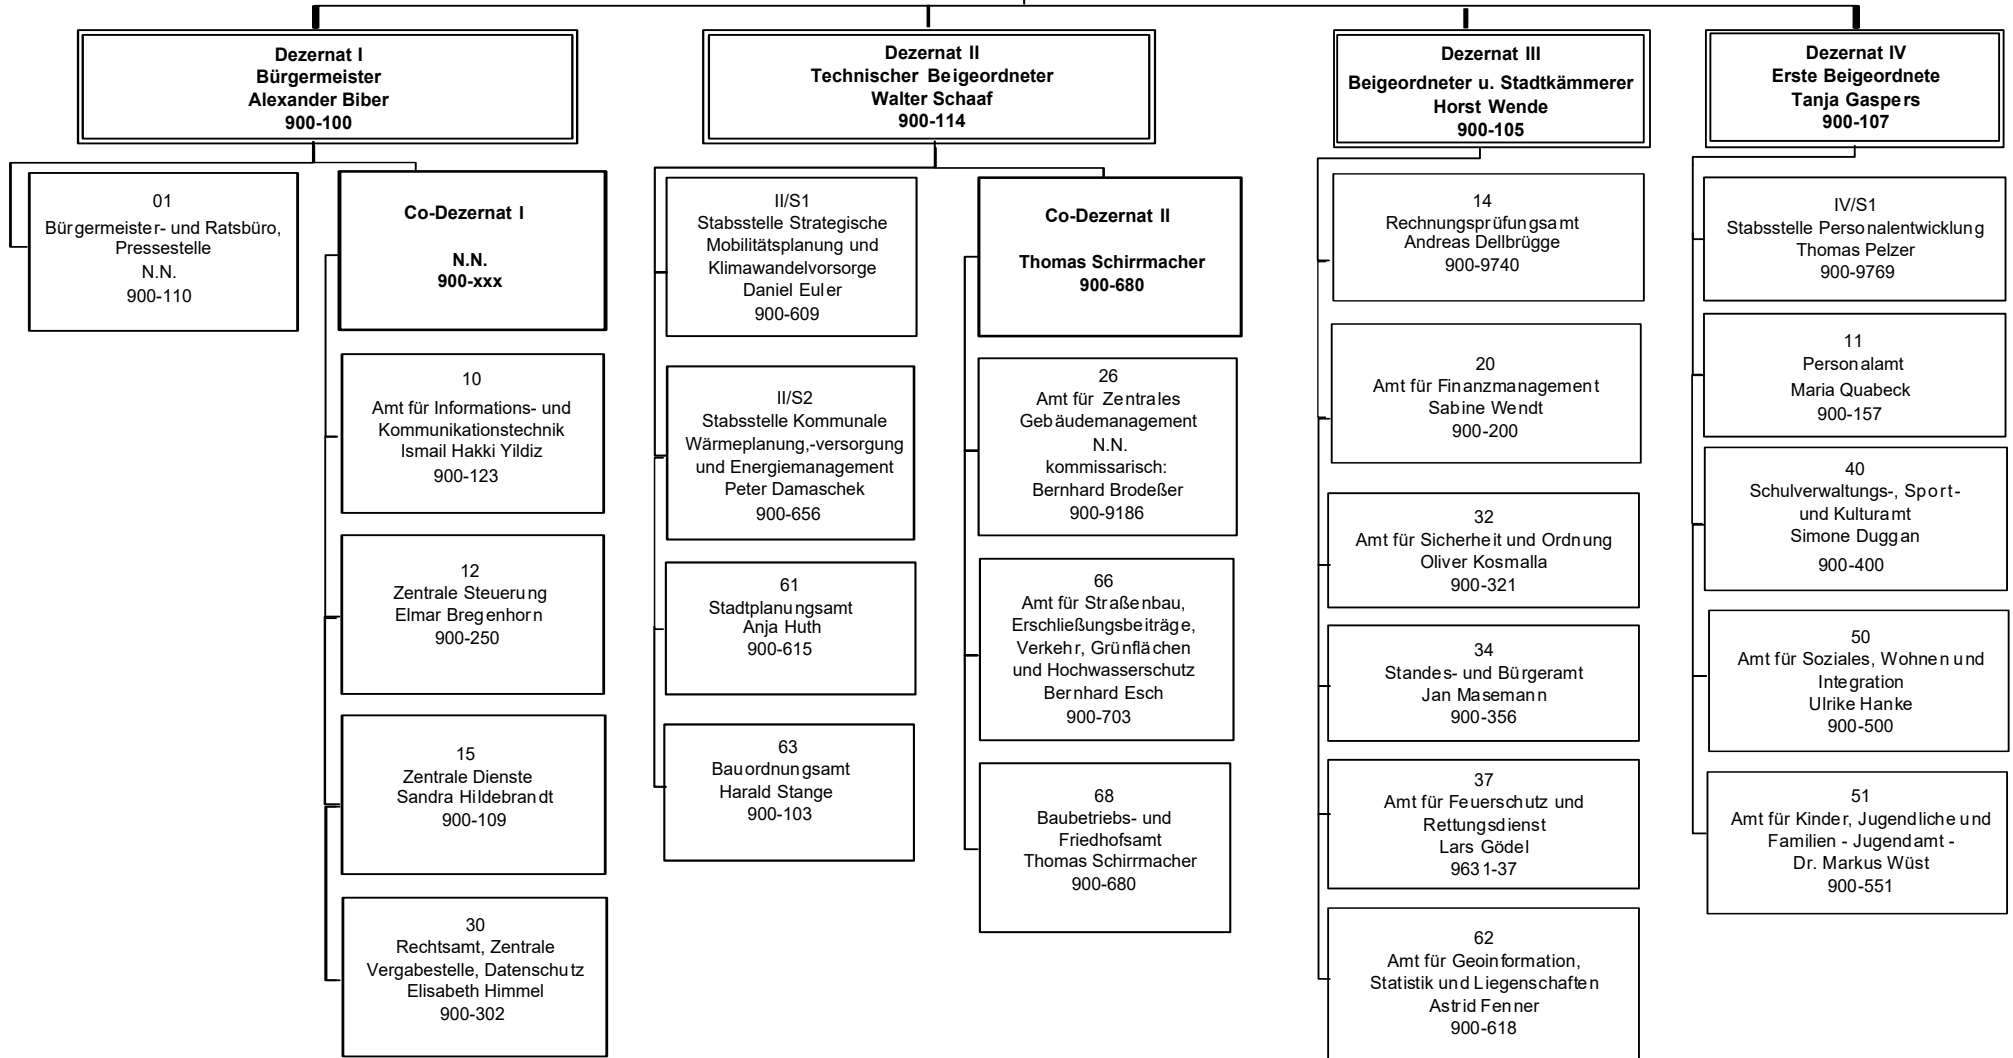 Dezernat I
Bürgermeister
Alexander Biber
900-100
Dezernat II
Technischer Beigeordneter
Walter Schaaf
900-114
Dezernat III
Beigeordneter u. Stadtkämmerer
Horst Wende
900-105
Dezernat IV
Erste Beigeordnete
Tanja Gaspers
900-107
01
Bürgermeister- und Ratsbüro,
Pressestelle
N.N.
900-110
Co-Dezernat I
N.N.
900-xxx
10
Amt für Informations- und
Kommunikationstechnik
Ismail Hakki Yildiz
900-123
12
Zentrale Steuerung
Elmar Bregenhorn
900-250
15
Zentrale Dienste
Sandra Hildebrandt
900-109
30
Rechtsamt, Zentrale
Vergabestelle, Datenschutz
Elisabeth Himmel
900-302
II/S1
Stabsstelle Strategische
Mobilitätsplanung und
Klimawandelvorsorge
Daniel Euler
900-609
II/S2
Stabsstelle Kommunale
Wärmeplanung,-versorgung
und Energiemanagement
Peter Damaschek
900-656
61
Stadtplanungsamt
Anja Huth
900-615
63
Bauordnungsamt
Harald Stange
900-103
Co-Dezernat II
Thomas Schirrmacher
900-680
26
Amt für Zentrales
Gebäudemanagement
N.N.
kommissarisch:
Bernhard Brodeßer
900-9186
66
Amt für Straßenbau,
Erschließungsbeiträge,
Verkehr, Grünflächen
und Hochwasserschutz
Bernhard Esch
900-703
68
Baubetriebs- und
Friedhofsamt
Thomas Schirrmacher
900-680
14
Rechnungsprüfungsamt
Andreas Dellbrügge
900-9740
20
Amt für Finanzmanagement
Sabine Wendt
900-200
32
Amt für Sicherheit und Ordnung
Oliver Kosmalla
900-321
34
Standes- und Bürgeramt
Jan Masemann
900-356
37
Amt für Feuerschutz und
Rettungsdienst
Lars Gödel
9631-37
62
Amt für Geoinformation,
Statistik und Liegenschaften
Astrid Fenner
900-618
IV/S1
Stabsstelle Personalentwicklung
Thomas Pelzer
900-9769
11
Personalamt
Maria Quabeck
900-157
40
Schulverwaltungs-, Sport-
und Kulturamt
Simone Duggan
900-400
50
Amt für Soziales, Wohnen und
Integration
Ulrike Hanke
900-500
51
Amt für Kinder, Jugendliche und
Familien - Jugendamt -
Dr. Markus Wüst
900-551